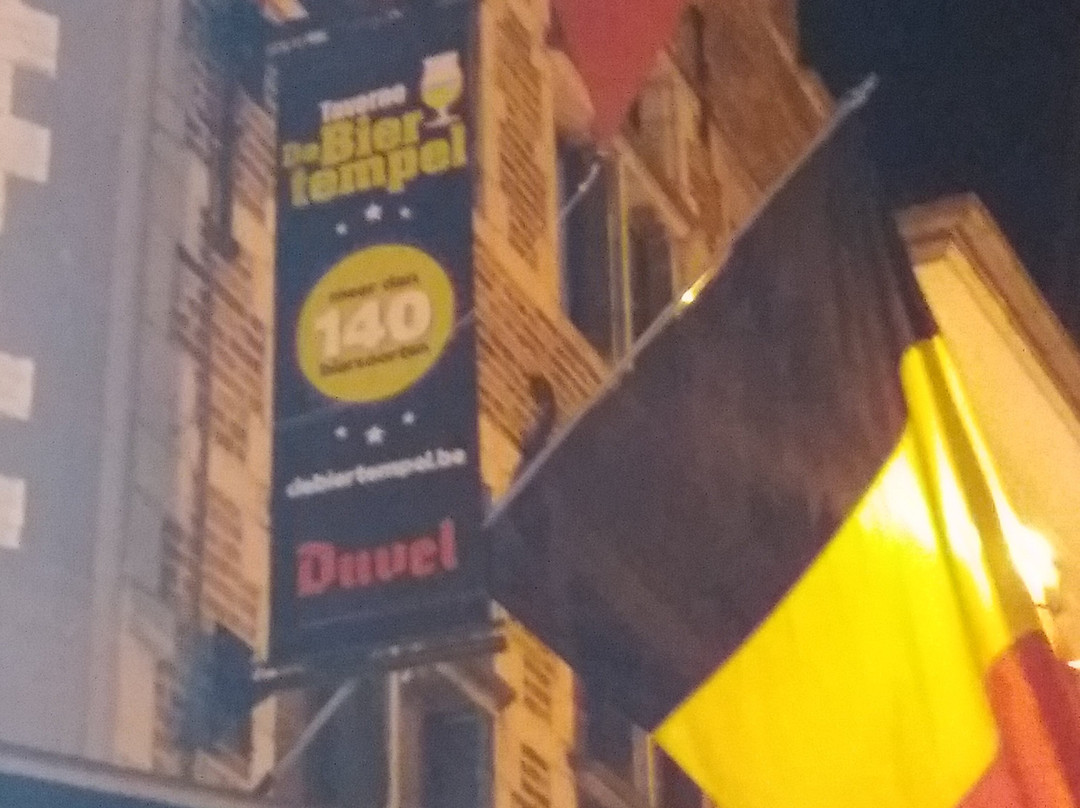 Taverne
De Bier
tempel
meer dan
140
biersoorten
debiertempel.be
Duvel